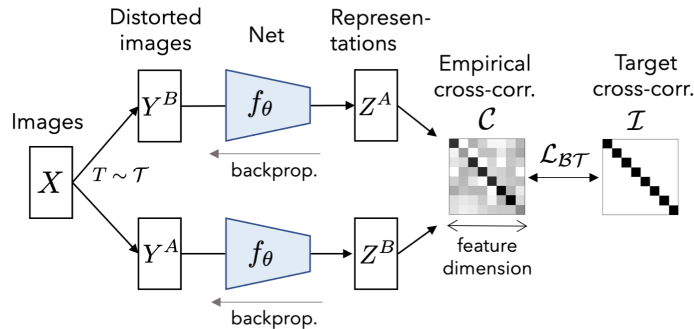 Distorted
images
Net
Represen-
tations
Empirical
cross-corr.
Target
cross-corr.
Images
X
T ∼ 𝒯
Y^B
f_θ
Z^A
backprop.
Y^A
f_θ
Z^B
backprop.
𝒞
ℒ_ℬ𝒯
ℐ
feature
dimension